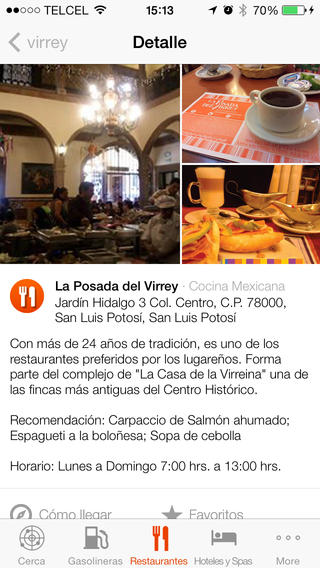 TELCEL 15:13 70%
virrey Detalle
La Posada del Virrey · Cocina Mexicana
Jardín Hidalgo 3 Col. Centro, C.P. 78000,
San Luis Potosí, San Luis Potosí
Con más de 24 años de tradición, es uno de los
restaurantes preferidos por los lugareños. Forma
parte del complejo de "La Casa de la Virreina" una de
las fincas más antiguas del Centro Histórico.
Recomendación: Carpaccio de Salmón ahumado;
Espagueti a la boloñesa; Sopa de cebolla
Horario: Lunes a Domingo 7:00 hrs. a 13:00 hrs.
Cómo llegar Favoritos
Cerca Gasolineras Restaurantes Hoteles y Spas More